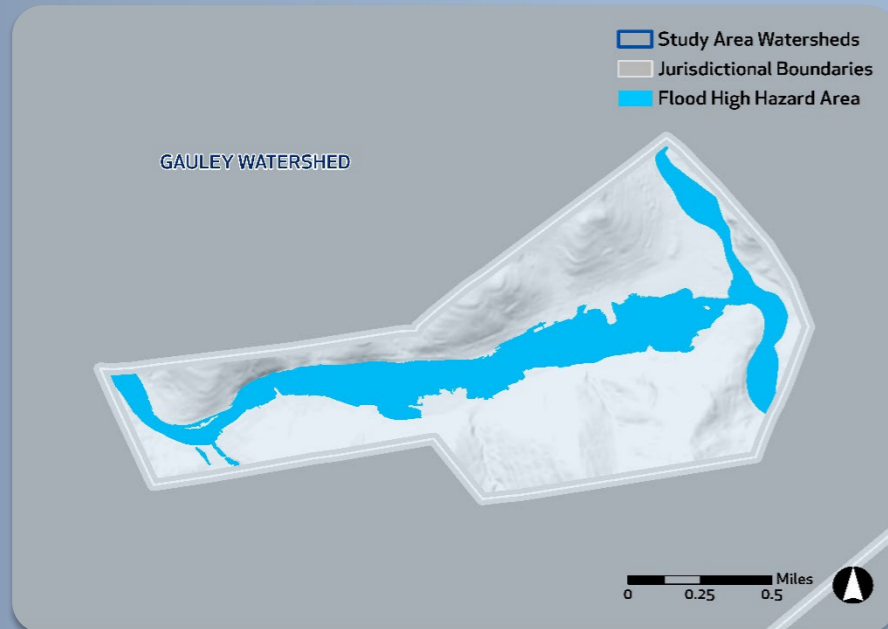 Study Area Watersheds
Jurisdictional Boundaries
Flood High Hazard Area
GAULEY WATERSHED
Miles
0 0.25 0.5